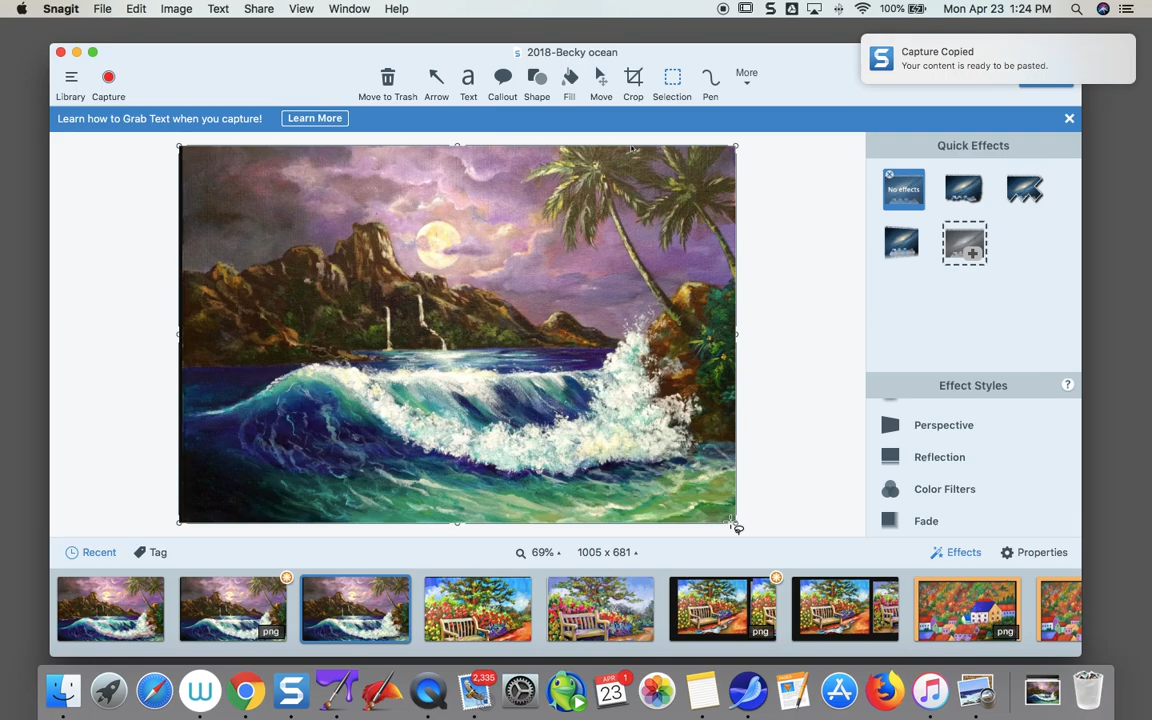 Snagit File Edit Image Text Share View Window Help
100% Mon Apr 23 1:24 PM
2018-Becky ocean
Capture Copied
Your content is ready to be pasted.
Library Capture Move to Trash Arrow Text Callout Shape Fill Move Crop Selection Pen More
Learn how to Grab Text when you capture! Learn More
Quick Effects
No effects
Effect Styles ?
Perspective
Reflection
Color Filters
Fade
Recent Tag 69% 1005 x 681 Effects Properties
png png png
2,335 APR 1
23